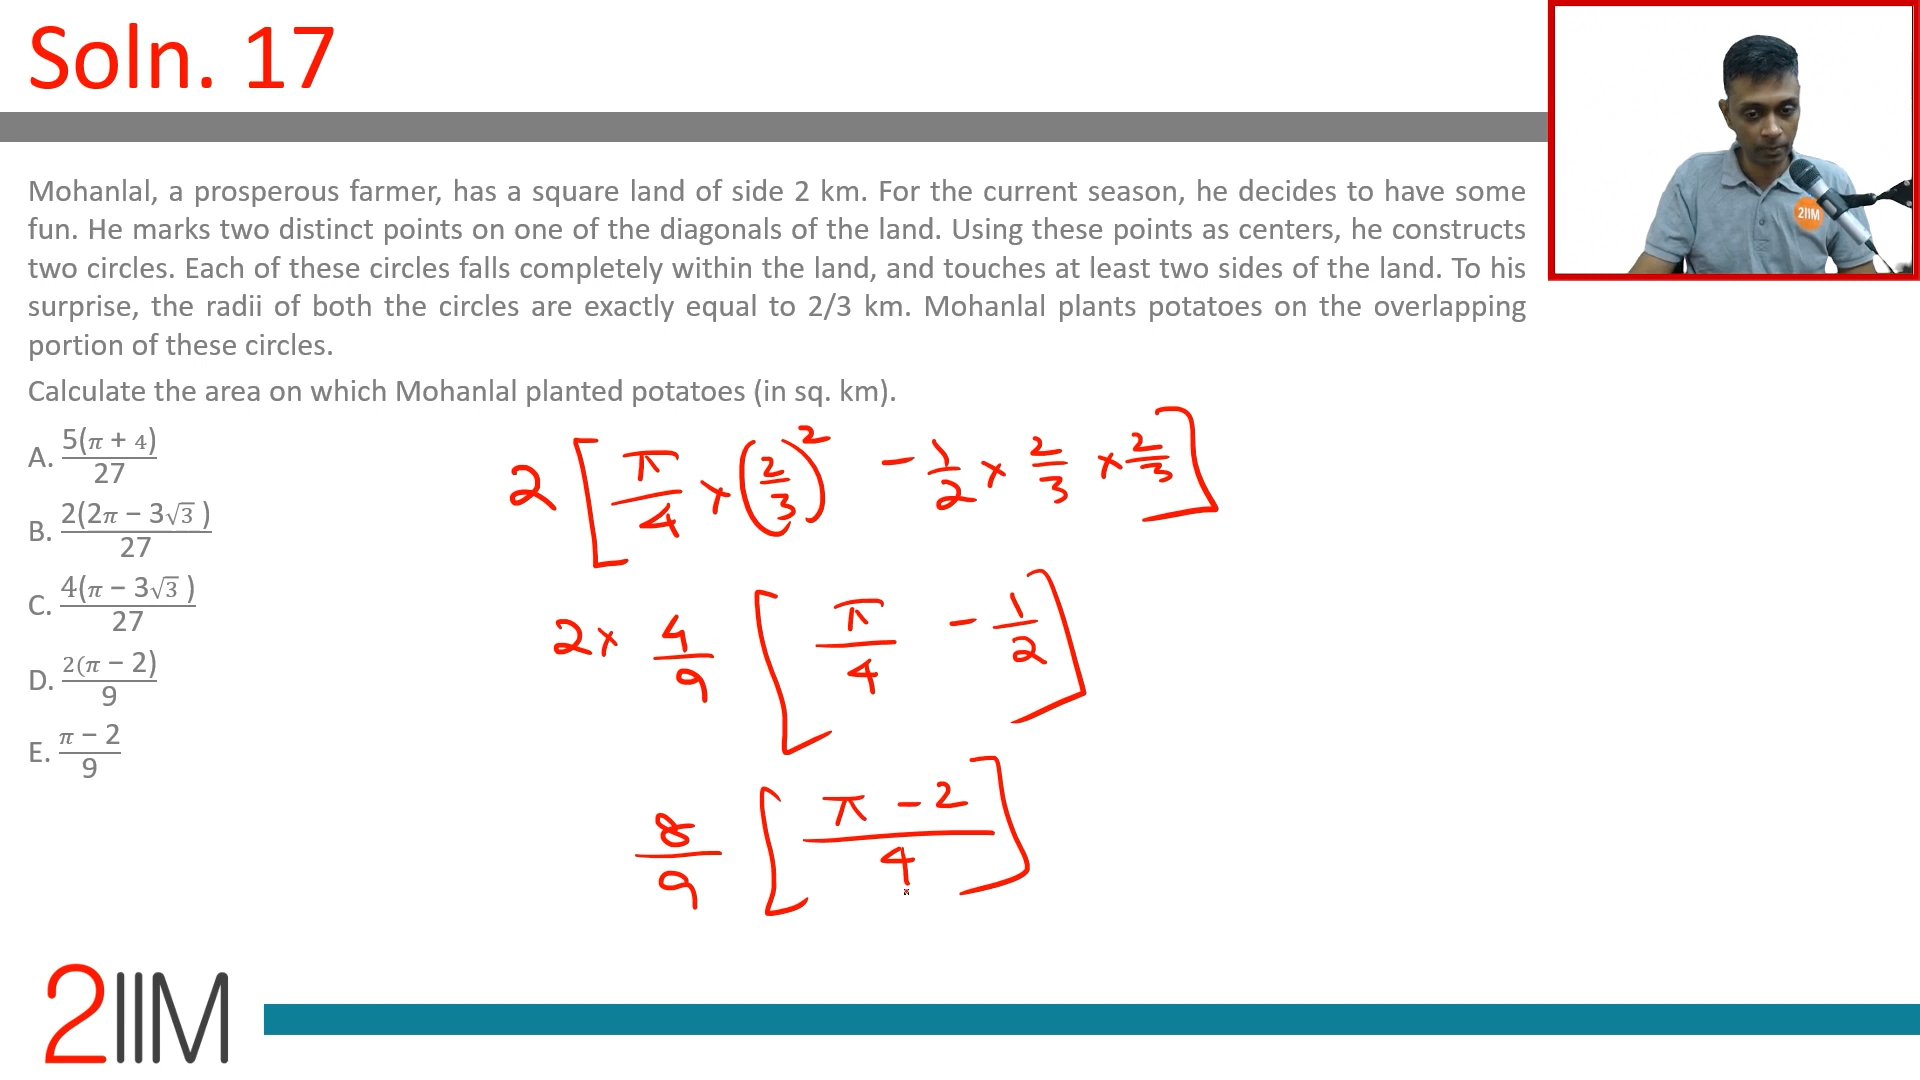 Soln. 17
Mohanlal, a prosperous farmer, has a square land of side 2 km. For the current season, he decides to have some
fun. He marks two distinct points on one of the diagonals of the land. Using these points as centers, he constructs
two circles. Each of these circles falls completely within the land, and touches at least two sides of the land. To his
surprise, the radii of both the circles are exactly equal to 2/3 km. Mohanlal plants potatoes on the overlapping
portion of these circles.
Calculate the area on which Mohanlal planted potatoes (in sq. km).
A. 5(π + 4)/27
B. 2(2π − 3√3 )/27
C. 4(π − 3√3 )/27
D. 2(π − 2)/9
E. π − 2/9
2 [ π/4 × (2/3)² − 1/2 × 2/3 × 2/3 ]
2 × 4/9 [ π/4 − 1/2 ]
8/9 [ π − 2/4 ]
2IIM
2IIM